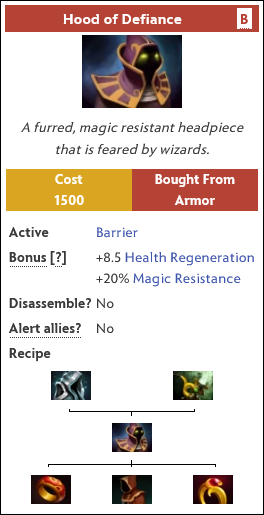 Hood of Defiance B
A furred, magic resistant headpiece
that is feared by wizards.
Cost Bought From
1500 Armor
Active Barrier
Bonus [?] +8.5 Health Regeneration
+20% Magic Resistance
Disassemble? No
Alert allies? No
Recipe